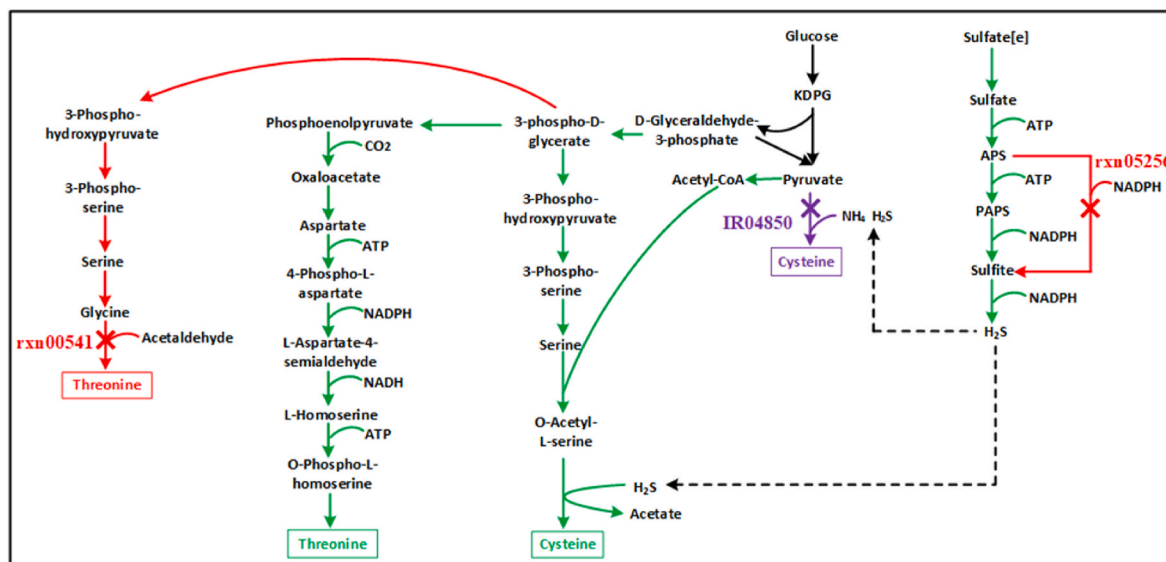 Glucose
Sulfate[e]
KDPG
Sulfate
3-Phospho-
hydroxypyruvate
Phosphoenolpyruvate
3-phospho-D-
glycerate
D-Glyceraldehyde-
3-phosphate
ATP
CO2
APS
rxn05256
Oxaloacetate
Acetyl-CoA
Pyruvate
ATP
NADPH
3-Phospho-
serine
3-Phospho-
hydroxypyruvate
IR04850
NH4 H2S
PAPS
Aspartate
ATP
NADPH
Serine
4-Phospho-L-
aspartate
3-Phospho-
serine
Cysteine
Sulfite
Glycine
NADPH
NADPH
rxn00541
Acetaldehyde
L-Aspartate-4-
semialdehyde
Serine
H2S
Threonine
NADH
L-Homoserine
O-Acetyl-
L-serine
ATP
O-Phospho-L-
homoserine
H2S
Acetate
Threonine
Cysteine